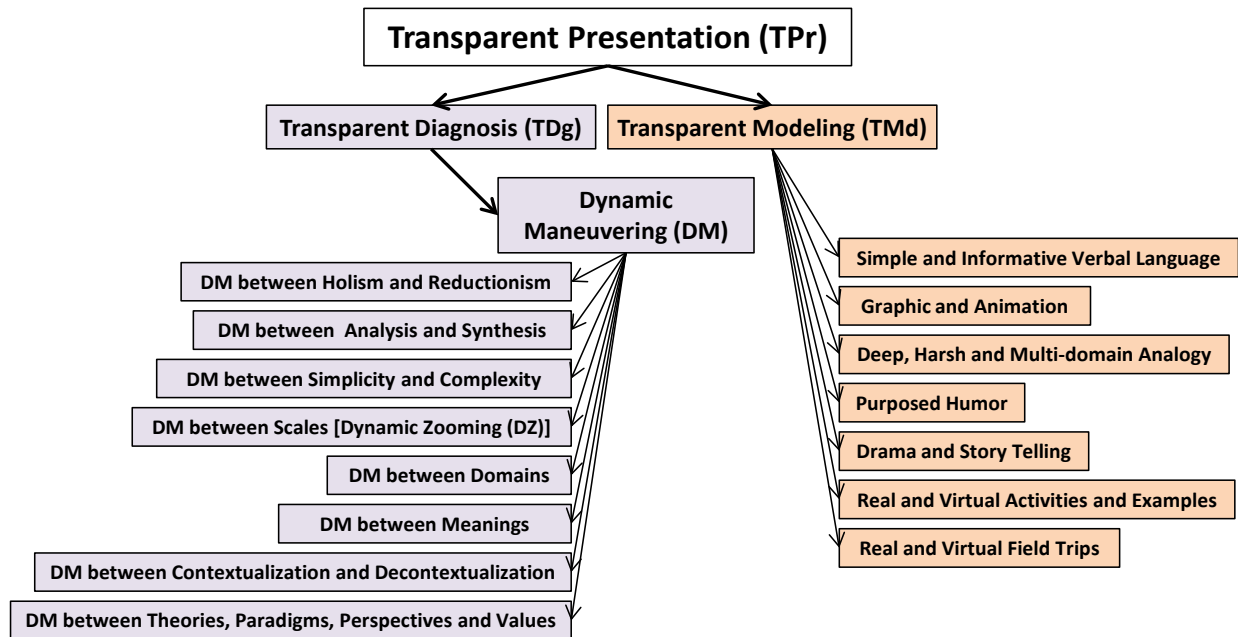 Transparent Presentation (TPr)
Transparent Diagnosis (TDg)
Transparent Modeling (TMd)
Dynamic
Maneuvering (DM)
DM between Holism and Reductionism
DM between Analysis and Synthesis
DM between Simplicity and Complexity
DM between Scales [Dynamic Zooming (DZ)]
DM between Domains
DM between Meanings
DM between Contextualization and Decontextualization
DM between Theories, Paradigms, Perspectives and Values
Simple and Informative Verbal Language
Graphic and Animation
Deep, Harsh and Multi-domain Analogy
Purposed Humor
Drama and Story Telling
Real and Virtual Activities and Examples
Real and Virtual Field Trips